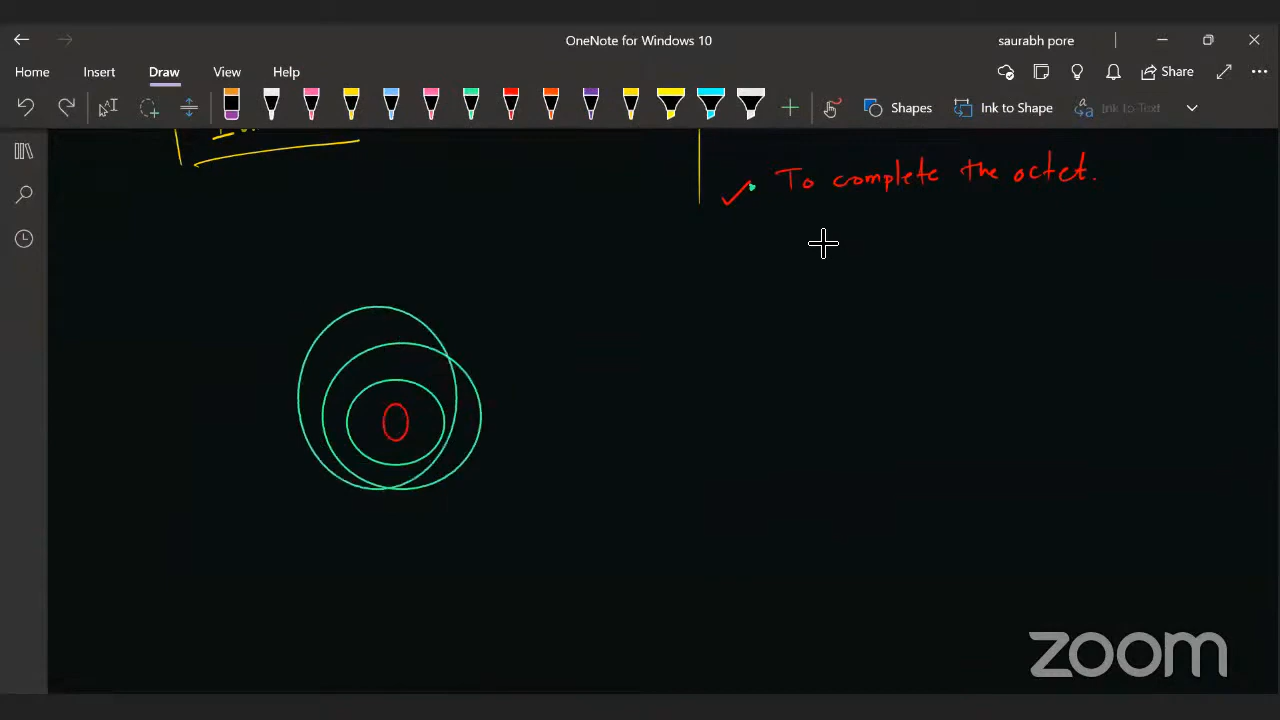 OneNote for Windows 10
saurabh pore
Home Insert Draw View Help
Share
Shapes Ink to Shape Ink to Text
To complete the octet.
zoom